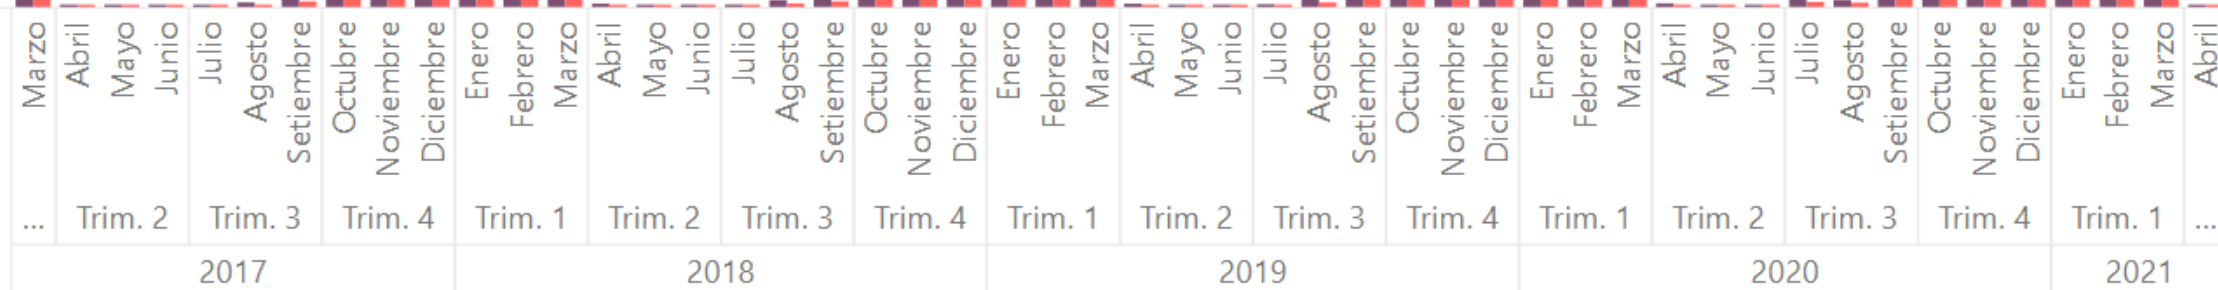 Marzo Abril Mayo Junio Julio Agosto Setiembre Octubre Noviembre Diciembre Enero Febrero Marzo Abril Mayo Junio Julio Agosto Setiembre Octubre Noviembre Diciembre Enero Febrero Marzo Abril Mayo Junio Julio Agosto Setiembre Octubre Noviembre Diciembre Enero Febrero Marzo Abril Mayo Junio Julio Agosto Setiembre Octubre Noviembre Diciembre Enero Febrero Marzo Abril
... Trim. 2 Trim. 3 Trim. 4 Trim. 1 Trim. 2 Trim. 3 Trim. 4 Trim. 1 Trim. 2 Trim. 3 Trim. 4 Trim. 1 Trim. 2 Trim. 3 Trim. 4 Trim. 1 ...
2017 2018 2019 2020 2021